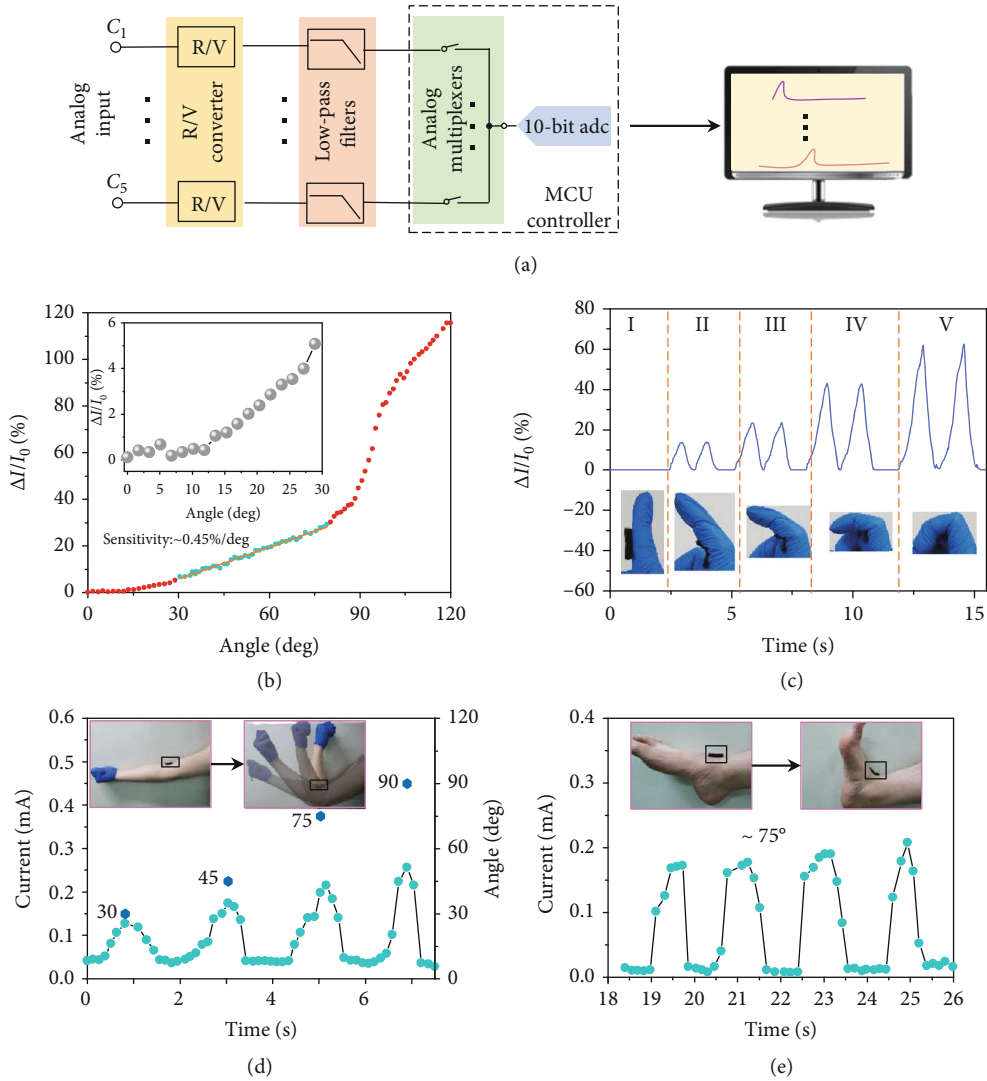 C1
R/V
Analog input
R/V converter
Low-pass filters
Analog multiplexers
10-bit adc
C5
R/V
MCU controller
(a)
120
100
80
60
40
20
0
ΔI/I0 (%)
6
4
2
0
ΔI/I0 (%)
0 5 10 15 20 25 30
Angle (deg)
Sensitivity:~0.45%/deg
0 30 60 90 120
Angle (deg)
(b)
80
60
40
20
0
−20
−40
−60
ΔI/I0 (%)
I II III IV V
0 5 10 15
Time (s)
(c)
0.6
0.5
0.4
0.3
0.2
0.1
0.0
Current (mA)
30
45
75
90
120
90
60
30
0
Angle (deg)
0 2 4 6
Time (s)
(d)
0.4
0.3
0.2
0.1
0.0
Current (mA)
~ 75º
18 19 20 21 22 23 24 25 26
Time (s)
(e)